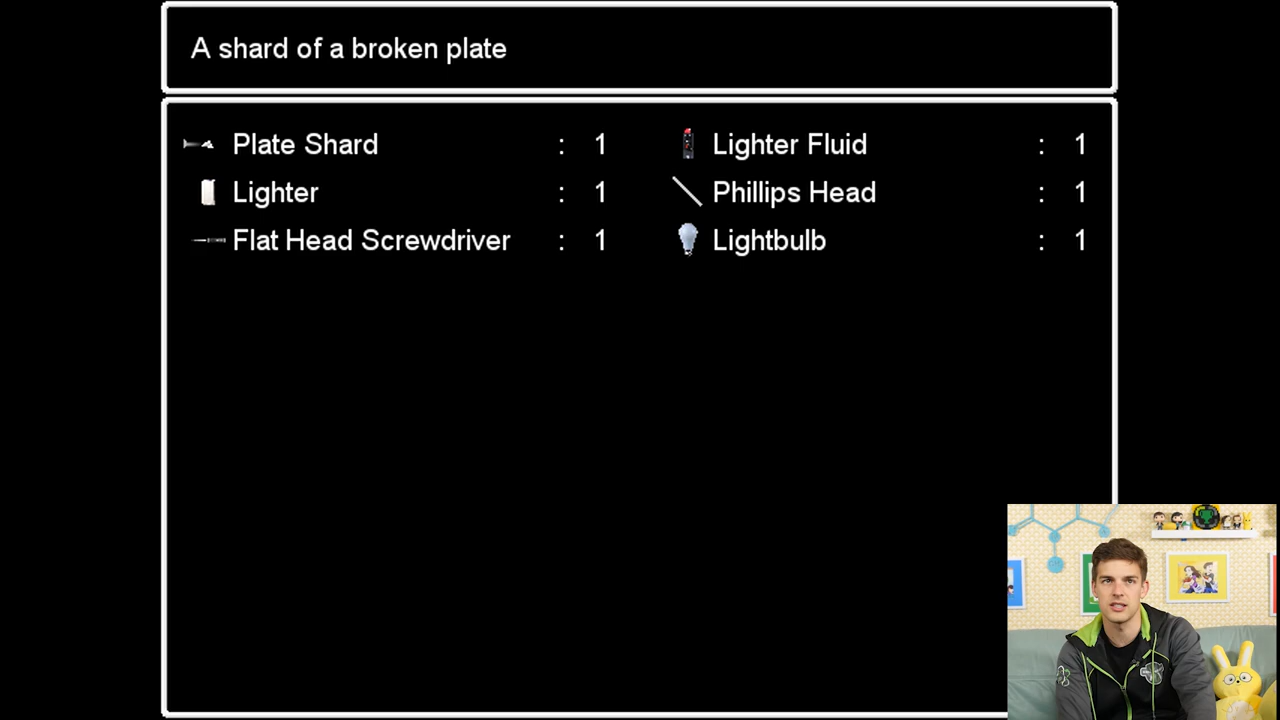 A shard of a broken plate
Plate Shard : 1 Lighter Fluid : 1
Lighter : 1 Phillips Head : 1
Flat Head Screwdriver : 1 Lightbulb : 1